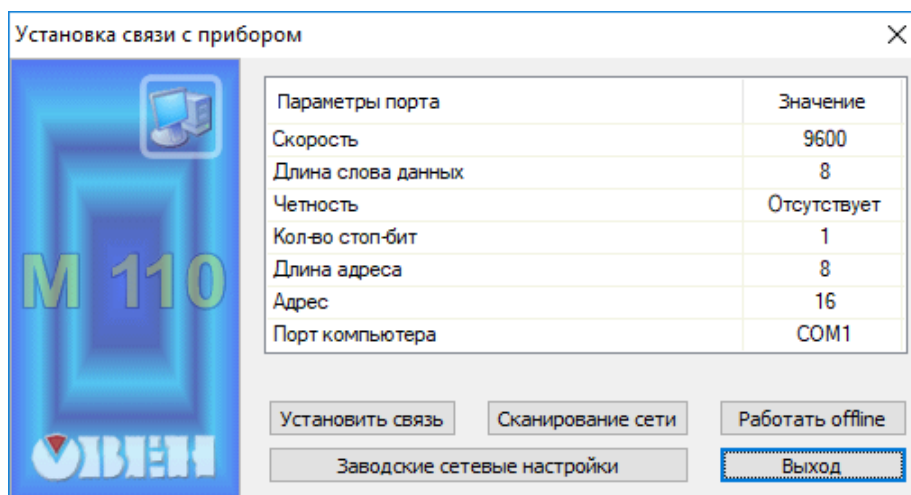 Установка связи с прибором
М 110
ОВЕН
Параметры порта Значение
Скорость 9600
Длина слова данных 8
Четность Отсутствует
Кол-во стоп-бит 1
Длина адреса 8
Адрес 16
Порт компьютера COM1
Установить связь Сканирование сети Работать offline
Заводские сетевые настройки Выход